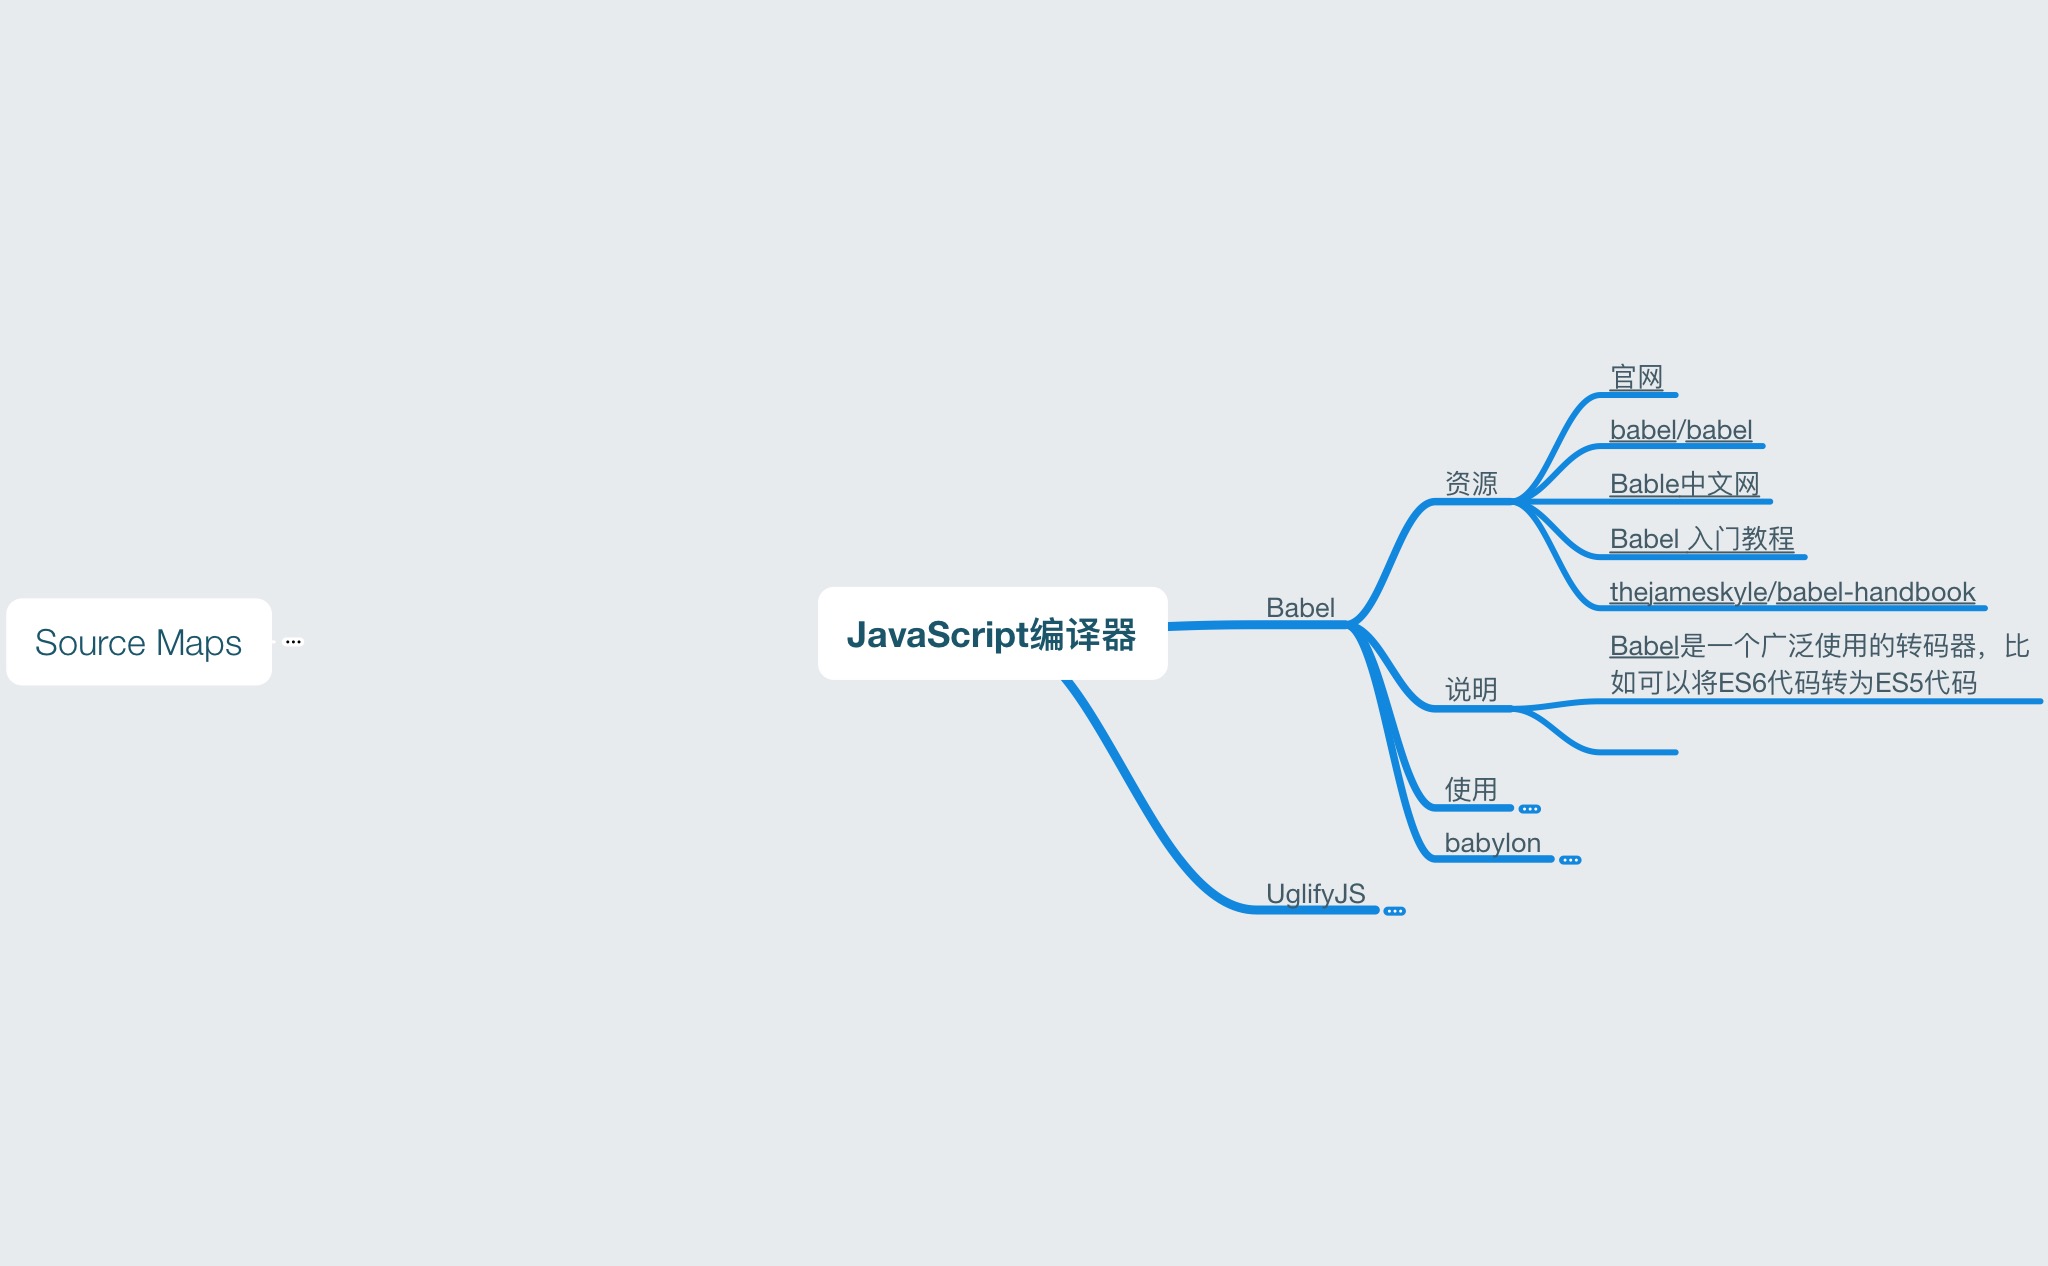 Source Maps
JavaScript编译器
Babel
资源
官网
babel/babel
Bable中文网
Babel 入门教程
thejameskyle/babel-handbook
说明
Babel是一个广泛使用的转码器，比
如可以将ES6代码转为ES5代码
使用
babylon
UglifyJS